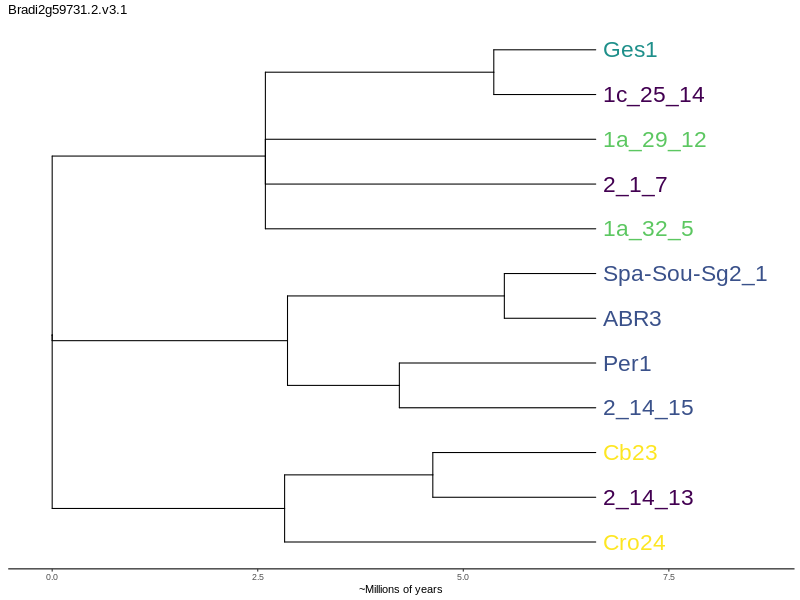 Bradi2g59731.2.v3.1
Ges1
1c_25_14
1a_29_12
2_1_7
1a_32_5
Spa-Sou-Sg2_1
ABR3
Per1
2_14_15
Cb23
2_14_13
Cro24
0.0 2.5 5.0 7.5
~Millions of years